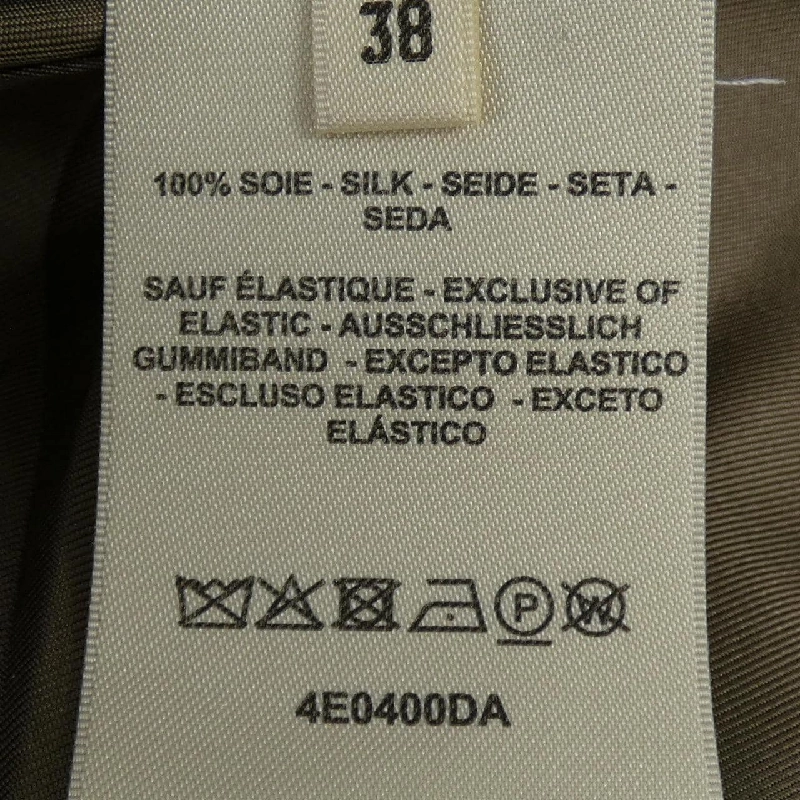 38
100% SOIE - SILK - SEIDE - SETA -
SEDA
SAUF ÉLASTIQUE - EXCLUSIVE OF
ELASTIC - AUSSCHLIESSLICH
GUMMIBAND - EXCEPTO ELASTICO
- ESCLUSO ELASTICO - EXCETO
ELÁSTICO
P W
4E0400DA